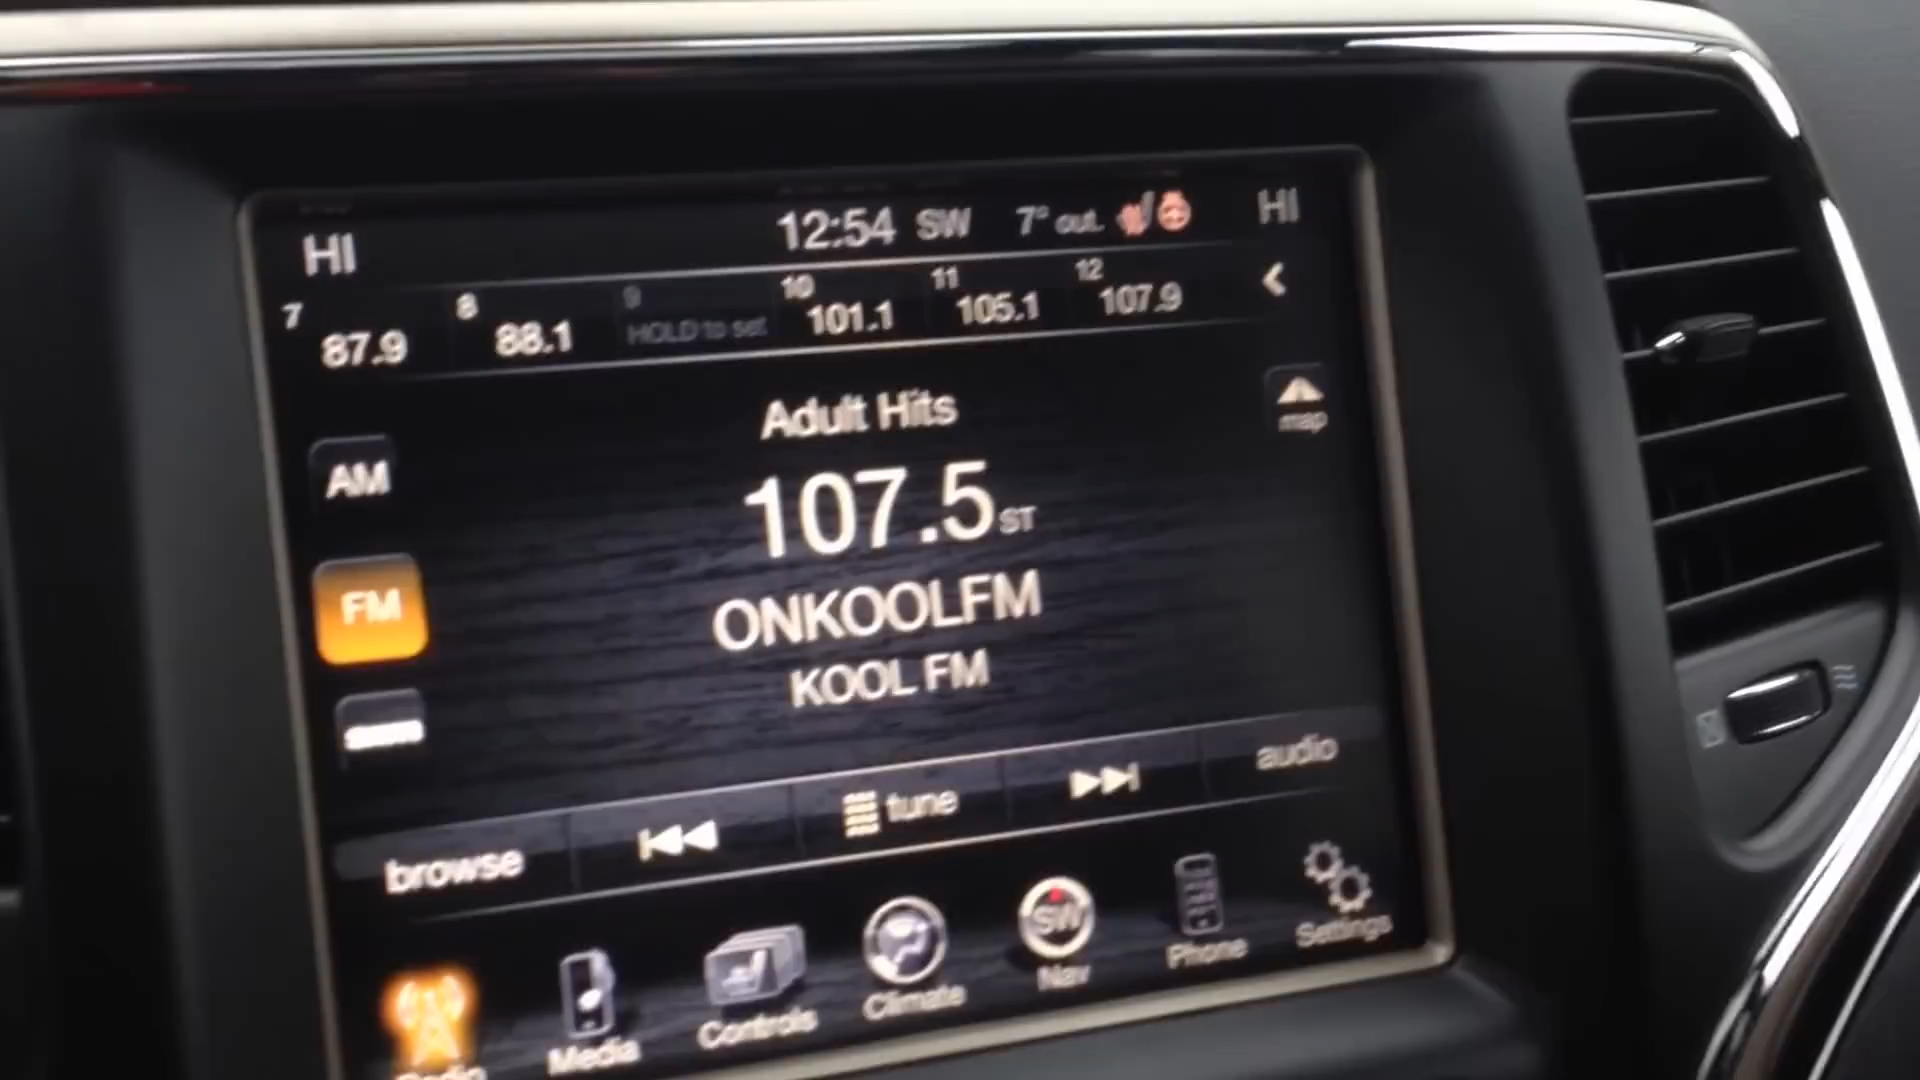 HI 12:54 SW 7° out. HI
7 8 9 10 11 12
87.9 88.1 HOLD to set 101.1 105.1 107.9
Adult Hits
map
AM
107.5 ST
FM
ONKOOLFM
KOOL FM
browse tune audio
SW
Radio Media Controls Climate Nav Phone Settings